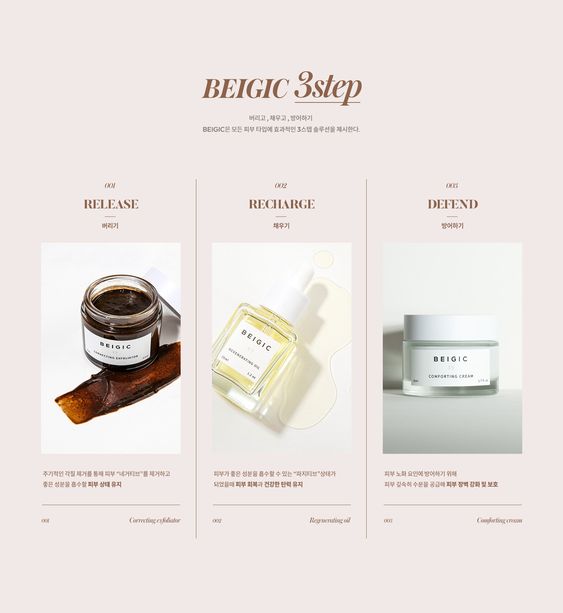 BEIGIC 3step
버리고 , 채우고 , 방어하기
BEIGIC은 모든 피부 타입에 효과적인 3스텝 솔루션을 제시한다.
001
RELEASE
버리기
BEIGIC
CORRECTING EXFOLIATOR
주기적인 각질 제거를 통해 피부 “네거티브”를 제거하고
좋은 성분을 흡수할 피부 상태 유지
001 Correcting exfoliator
002
RECHARGE
채우기
BEIGIC
REGENERATING OIL
피부가 좋은 성분을 흡수할 수 있는 “파지티브”상태가
되었을때 피부 회복과 건강한 탄력 유지
002 Regenerating oil
003
DEFEND
방어하기
BEIGIC
COMFORTING CREAM
피부 노화 요인에 방어하기 위해
피부 깊숙히 수분을 공급해 피부 장벽 강화 및 보호
003 Comforting cream